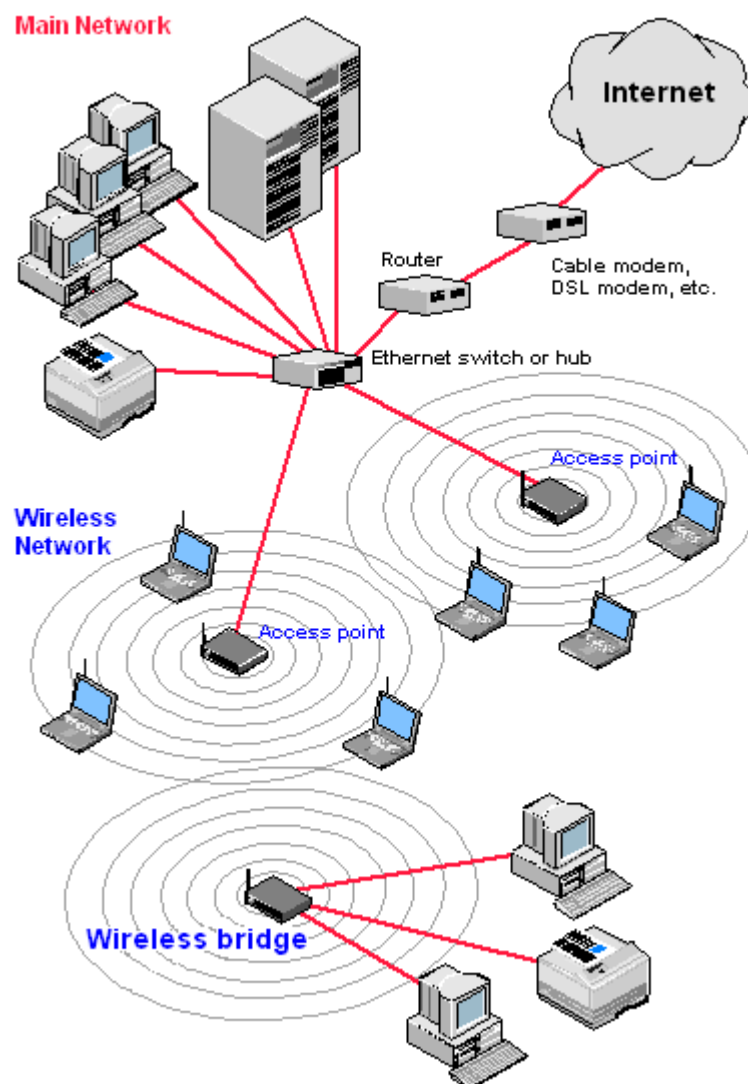 Main Network
Internet
Router
Cable modem,
DSL modem, etc.
Ethernet switch or hub
Access point
Wireless
Network
Access point
Wireless bridge